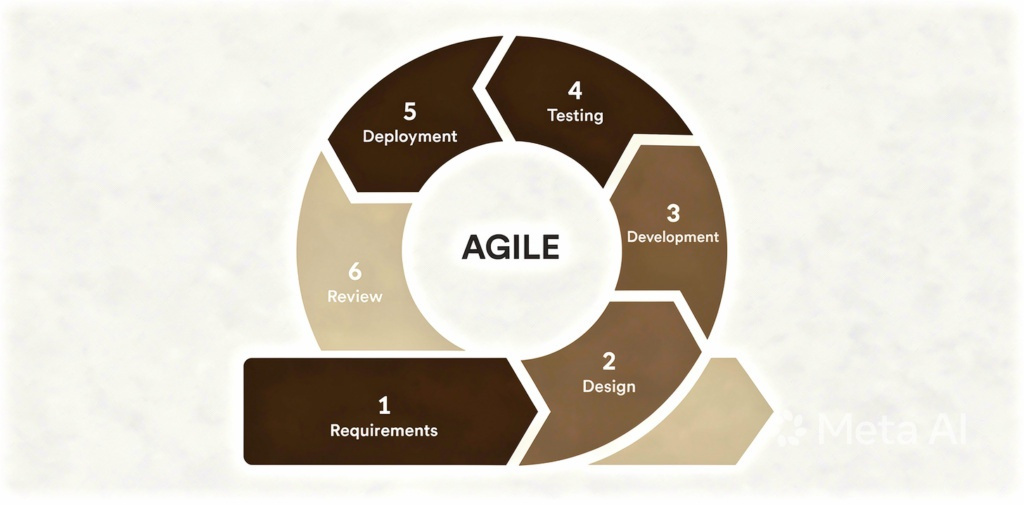 5
Deployment
4
Testing
3
Development
AGILE
6
Review
2
Design
1
Requirements
Meta AI